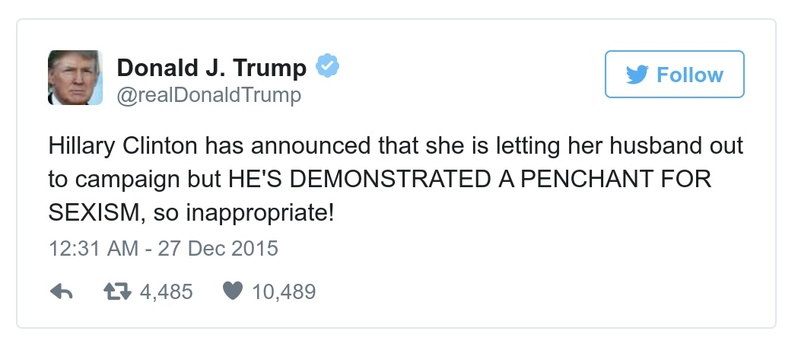 Donald J. Trump
@realDonaldTrump
Follow
Hillary Clinton has announced that she is letting her husband out
to campaign but HE'S DEMONSTRATED A PENCHANT FOR
SEXISM, so inappropriate!
12:31 AM - 27 Dec 2015
4,485 10,489